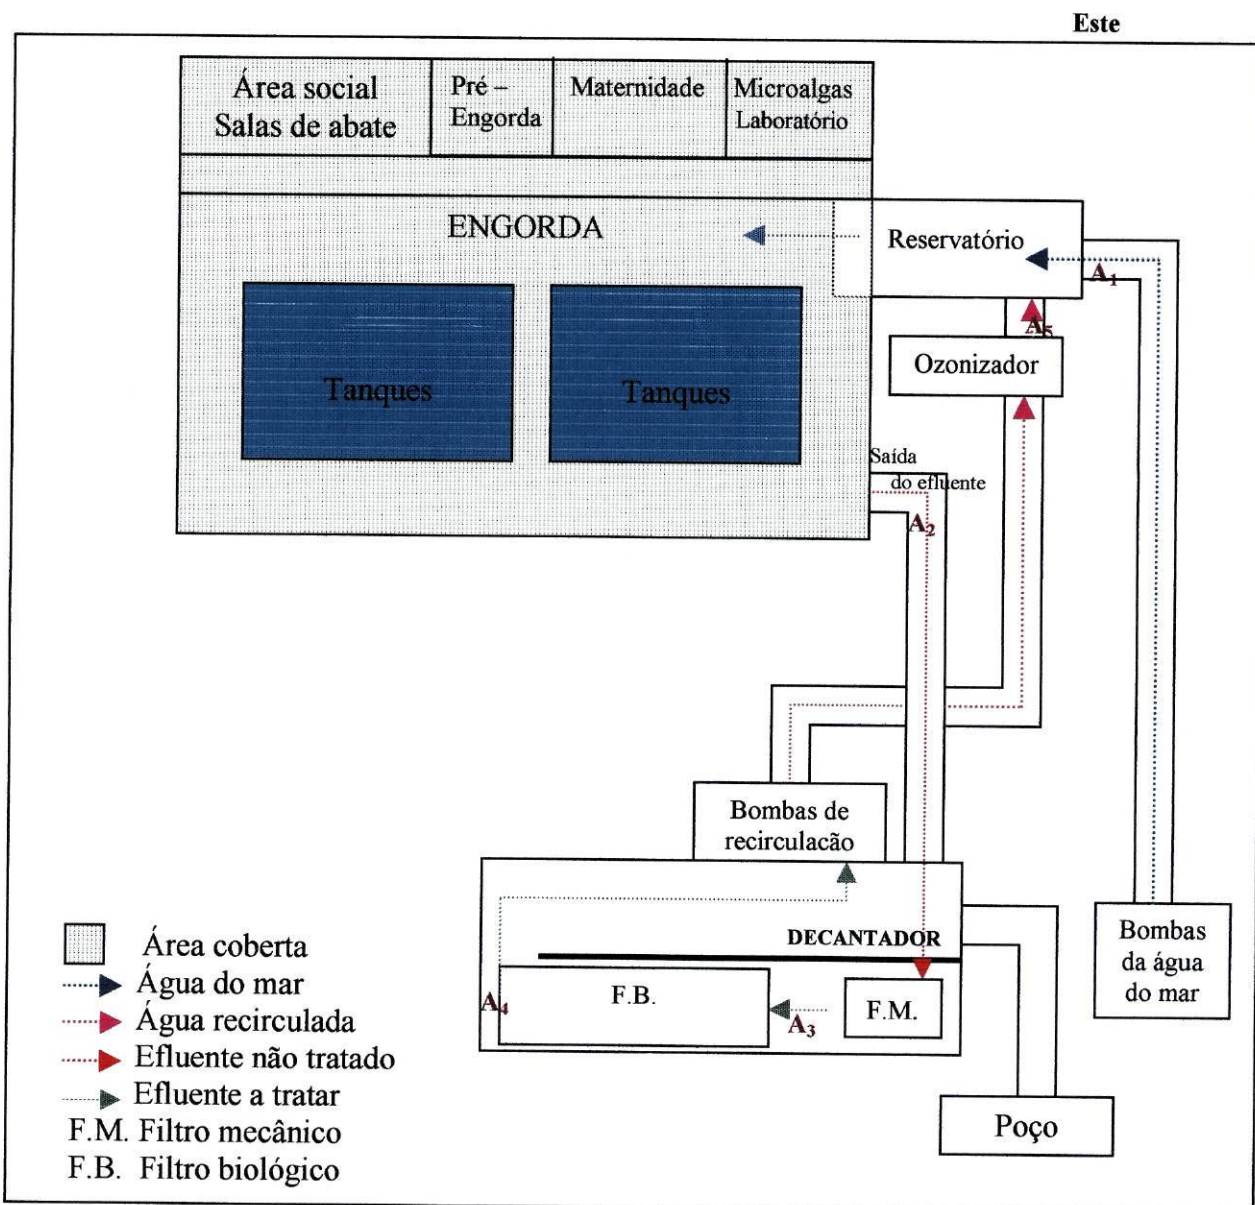 Este
Área social
Salas de abate
Pré –
Engorda
Maternidade
Microalgas
Laboratório
ENGORDA
Reservatório
A₁
A₅
Ozonizador
Tanques
Tanques
Saída
do efluente
A₂
Bombas de
recirculacão
DECANTADOR
F.B.
A₄
A₃
F.M.
Bombas
da água
do mar
Poço
Área coberta
Água do mar
Água recirculada
Efluente não tratado
Efluente a tratar
F.M. Filtro mecânico
F.B. Filtro biológico